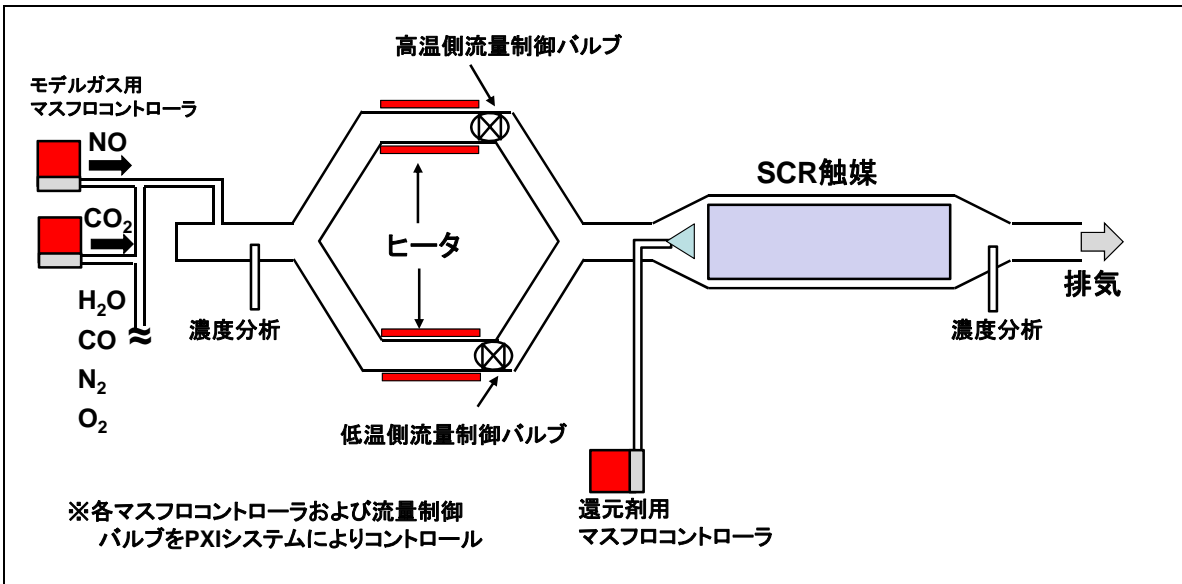 高温側流量制御バルブ
モデルガス用
マスフロコントローラ
NO
CO₂
H₂O
CO
N₂
O₂
濃度分析
ヒータ
低温側流量制御バルブ
SCR触媒
排気
濃度分析
還元剤用
マスフロコントローラ
※各マスフロコントローラおよび流量制御
バルブをPXIシステムによりコントロール